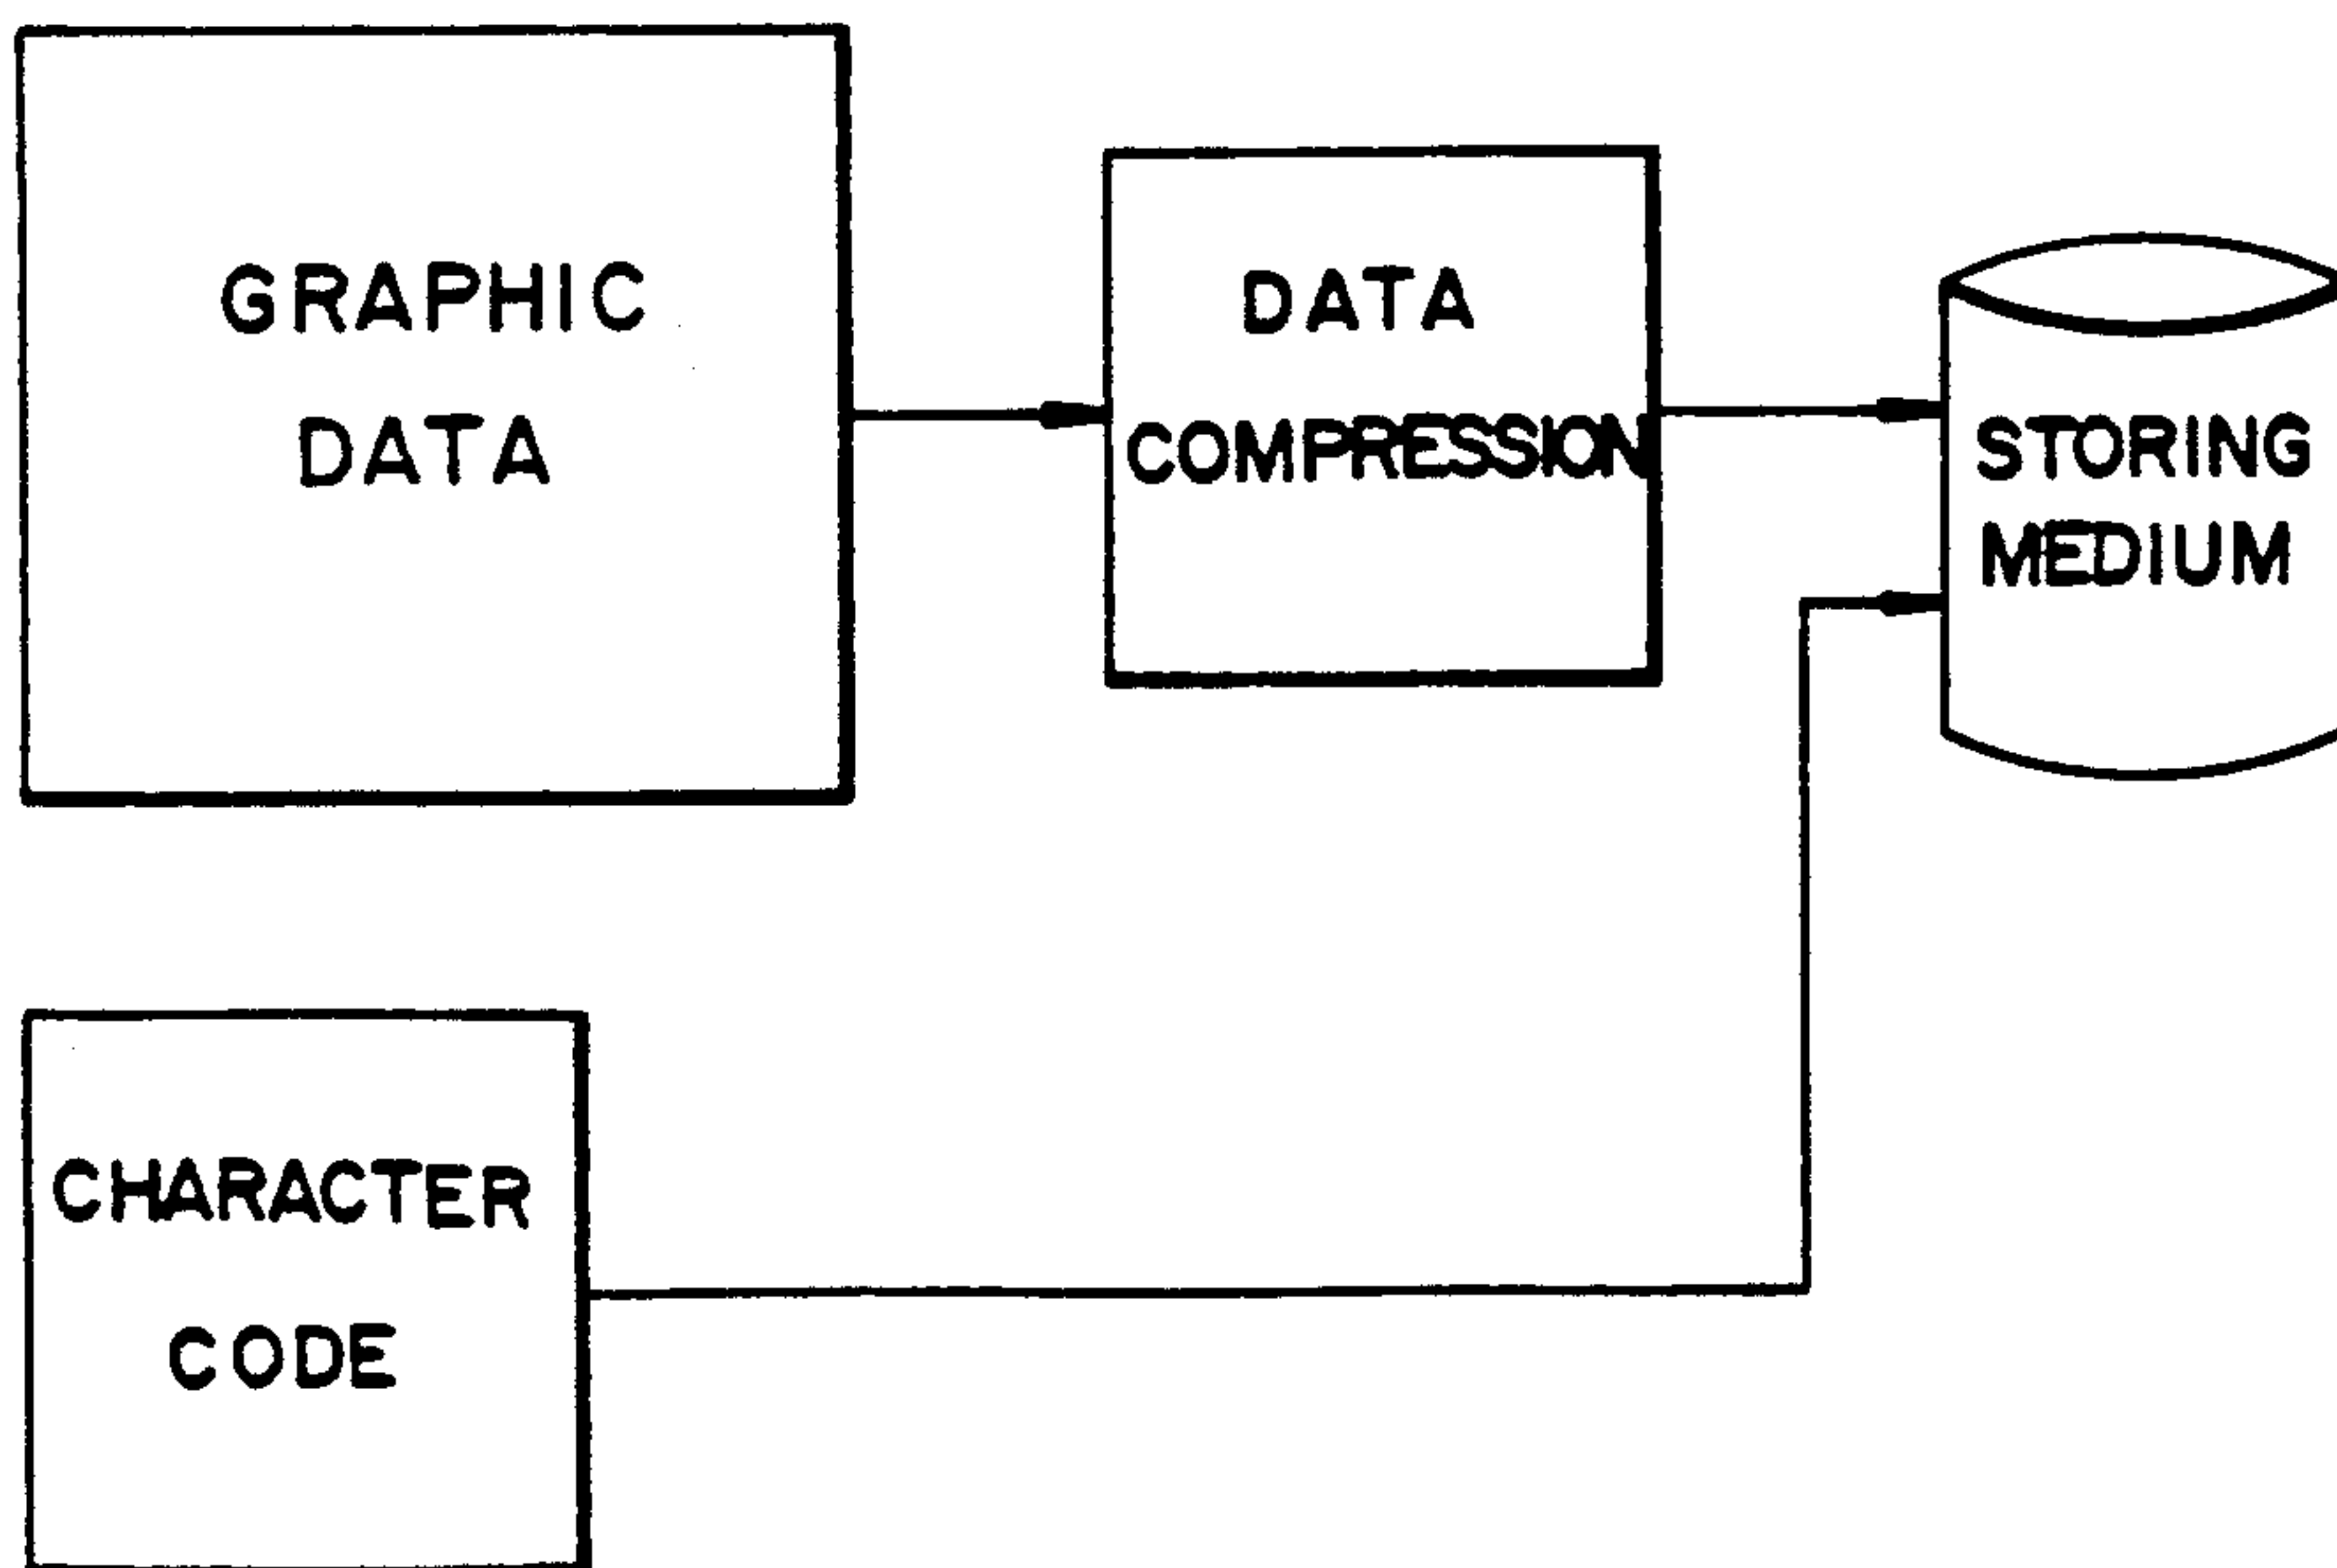 GRAPHIC
DATA
DATA
COMPRESSION
STORING
MEDIUM
CHARACTER
CODE